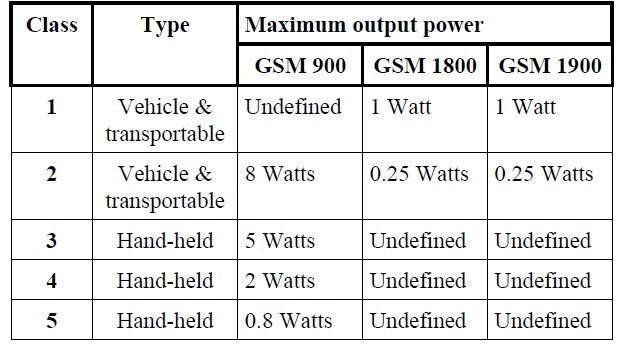 Class Type Maximum output power
GSM 900 GSM 1800 GSM 1900
1 Vehicle & Undefined 1 Watt 1 Watt
transportable
2 Vehicle & 8 Watts 0.25 Watts 0.25 Watts
transportable
3 Hand-held 5 Watts Undefined Undefined
4 Hand-held 2 Watts Undefined Undefined
5 Hand-held 0.8 Watts Undefined Undefined